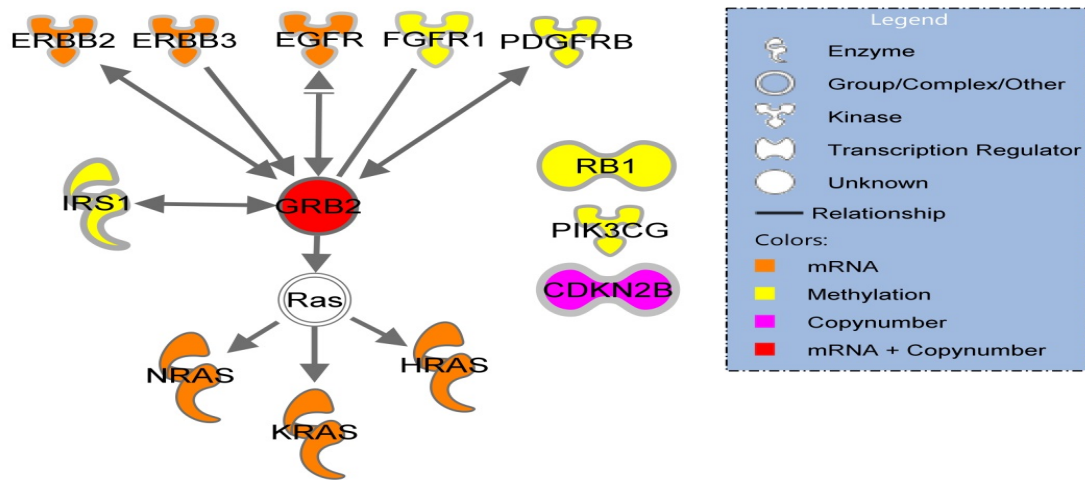 ERBB2 ERBB3 EGFR FGFR1 PDGFRB
IRS1
GRB2
Ras
NRAS
HRAS
KRAS
RB1
PIK3CG
CDKN2B
Legend
Enzyme
Group/Complex/Other
Kinase
Transcription Regulator
Unknown
Relationship
Colors:
mRNA
Methylation
Copynumber
mRNA + Copynumber